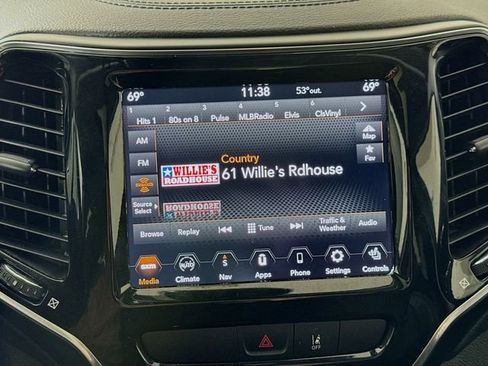 69° 11:38 53°out. 69°
1 2 3 4 5 6
Hits 1 80s on 8 Pulse MLBRadio Elvis ClsVinyl
AM
FM
Map
Fav
Country
61 Willie's Rdhouse
WILLIE'S
ROADHOUSE
Source
Select
Browse Replay Tune Traffic & Weather Audio
sxm
Media Climate Nav Apps Phone Settings Controls
OFF